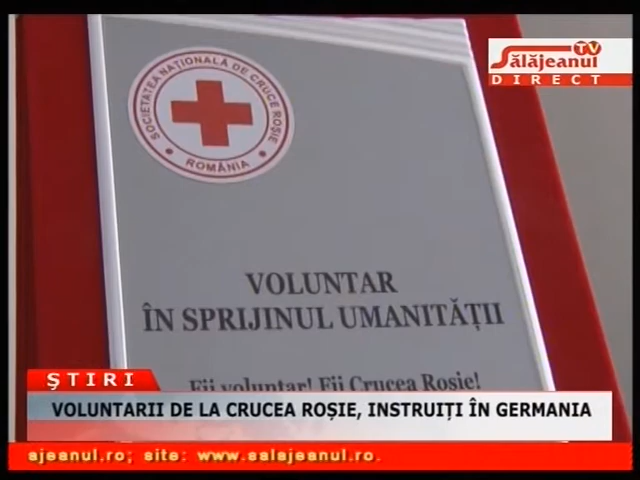 SOCIETATEA NAȚIONALĂ DE CRUCE ROȘIE
ROMÂNIA
Sălăjeanul TV
DIRECT
VOLUNTAR
ÎN SPRIJINUL UMANITĂȚII
Fii voluntar! Fii Crucea Roșie!
ȘTIRI
VOLUNTARII DE LA CRUCEA ROȘIE, INSTRUIȚI ÎN GERMANIA
ajeanul.ro; site: www.salajeanul.ro.